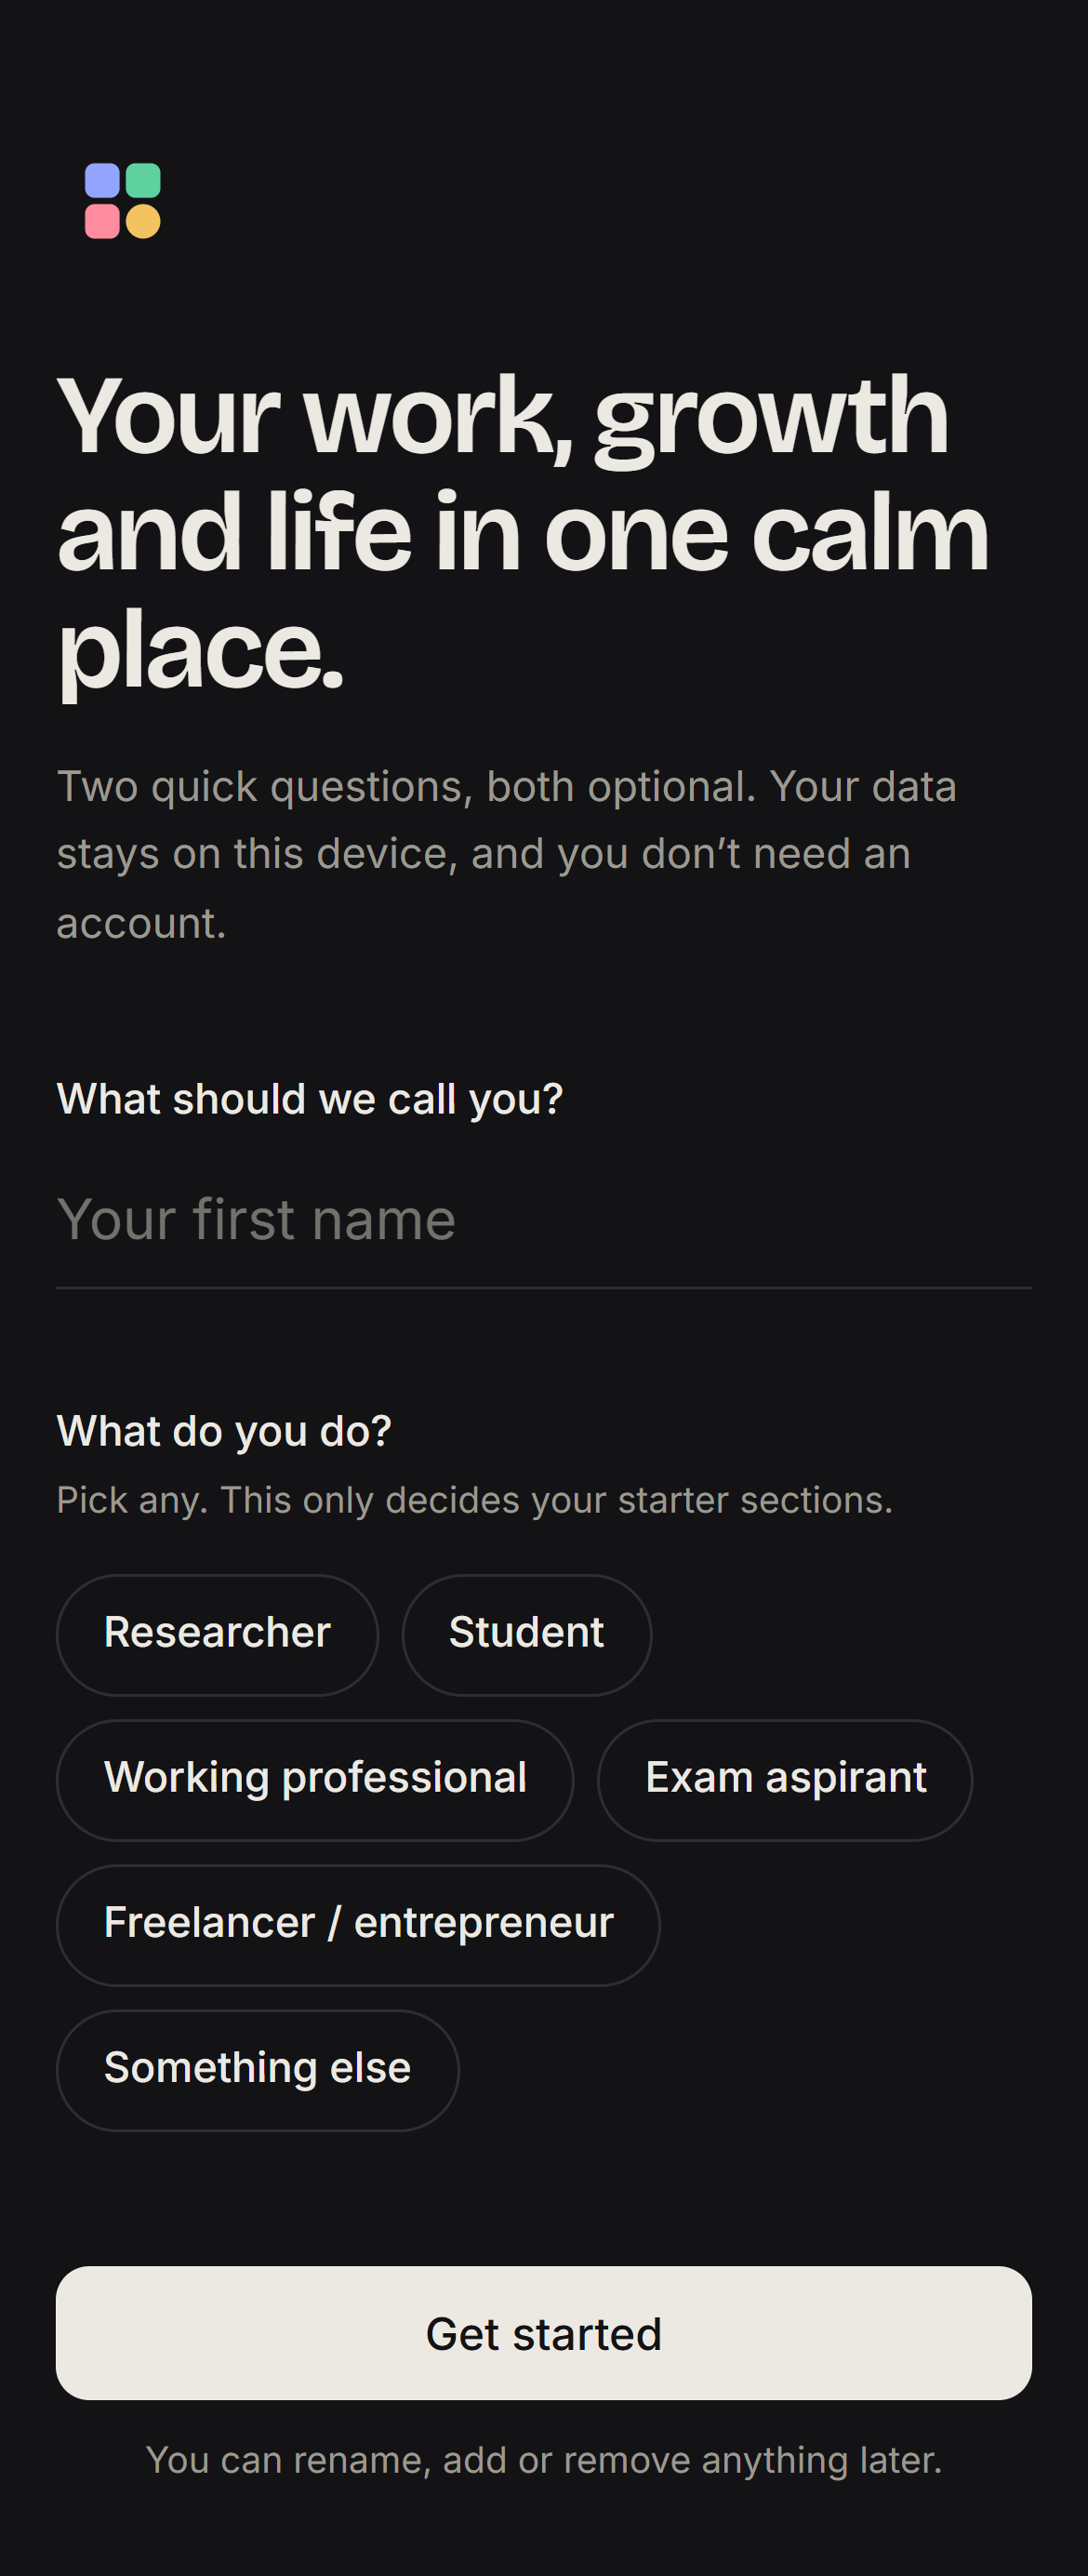 Your work, growth
and life in one calm
place.
Two quick questions, both optional. Your data
stays on this device, and you don’t need an
account.
What should we call you?
Your first name
What do you do?
Pick any. This only decides your starter sections.
Researcher
Student
Working professional
Exam aspirant
Freelancer / entrepreneur
Something else
Get started
You can rename, add or remove anything later.